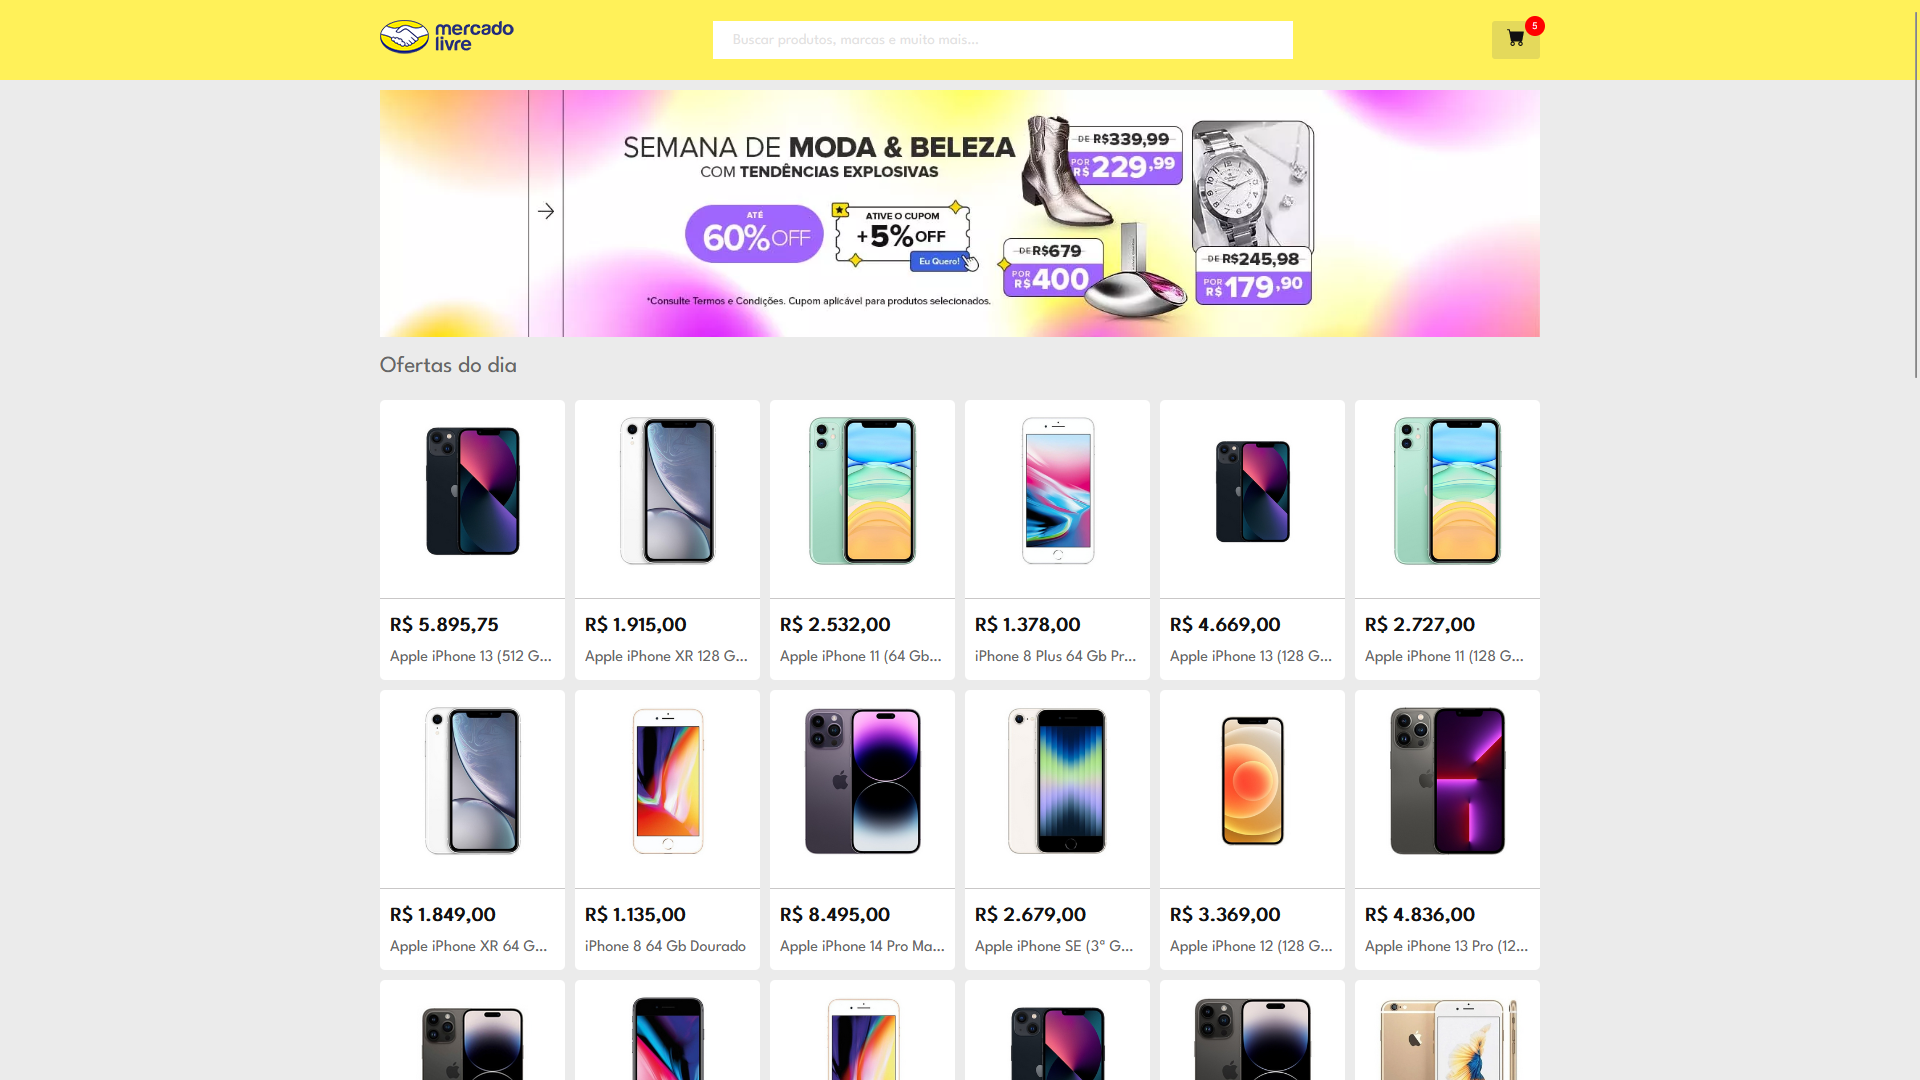 mercado
livre
Buscar produtos, marcas e muito mais...
5
SEMANA DE MODA & BELEZA
COM TENDÊNCIAS EXPLOSIVAS
ATÉ
60% OFF
ATIVE O CUPOM
+5% OFF
Eu Quero!
*Consulte Termos e Condições. Cupom aplicável para produtos selecionados.
DE R$339,99
POR R$ 229,99
DE R$679
POR R$ 400
DE R$245,98
POR R$ 179,90
Ofertas do dia
R$ 5.895,75
Apple iPhone 13 (512 G...
R$ 1.915,00
Apple iPhone XR 128 G...
R$ 2.532,00
Apple iPhone 11 (64 Gb...
R$ 1.378,00
iPhone 8 Plus 64 Gb Pr...
R$ 4.669,00
Apple iPhone 13 (128 G...
R$ 2.727,00
Apple iPhone 11 (128 G...
R$ 1.849,00
Apple iPhone XR 64 G...
R$ 1.135,00
iPhone 8 64 Gb Dourado
R$ 8.495,00
Apple iPhone 14 Pro Ma...
R$ 2.679,00
Apple iPhone SE (3ª G...
R$ 3.369,00
Apple iPhone 12 (128 G...
R$ 4.836,00
Apple iPhone 13 Pro (12...